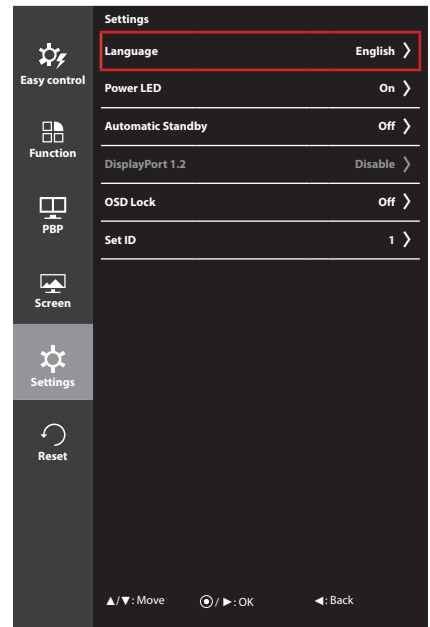 Settings
Easy control
Function
PBP
Screen
Settings
Reset
Language English
Power LED On
Automatic Standby Off
DisplayPort 1.2 Disable
OSD Lock Off
Set ID 1
▲/▼: Move ⦿/ ►: OK ◄: Back